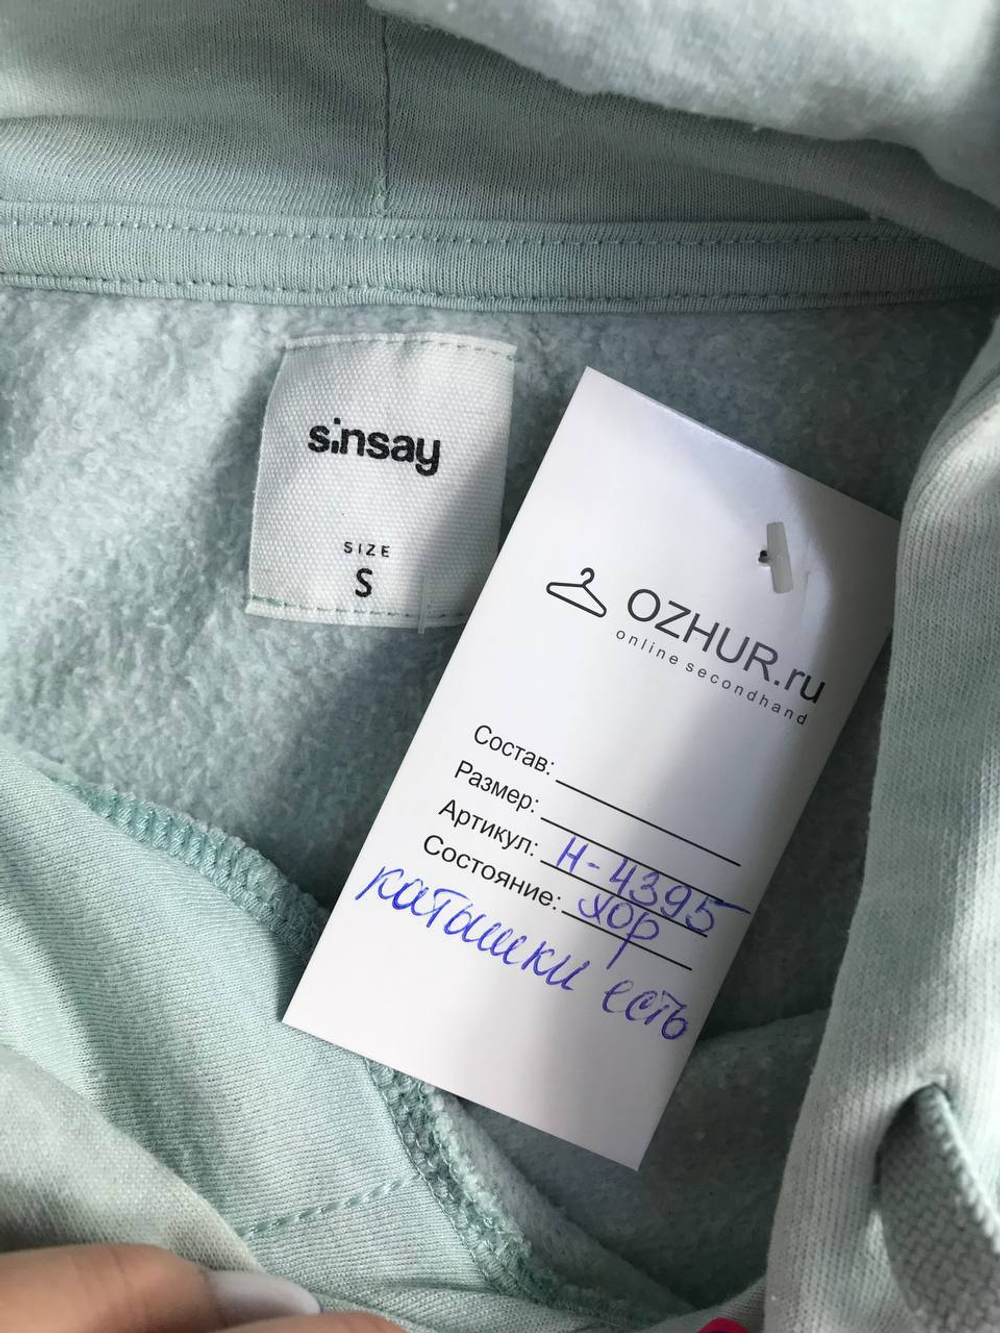 sinsay
SIZE
S
OZHUR.ru
online secondhand
Состав:
Размер:
Артикул: Н-4395
Состояние: хор
катышки есть